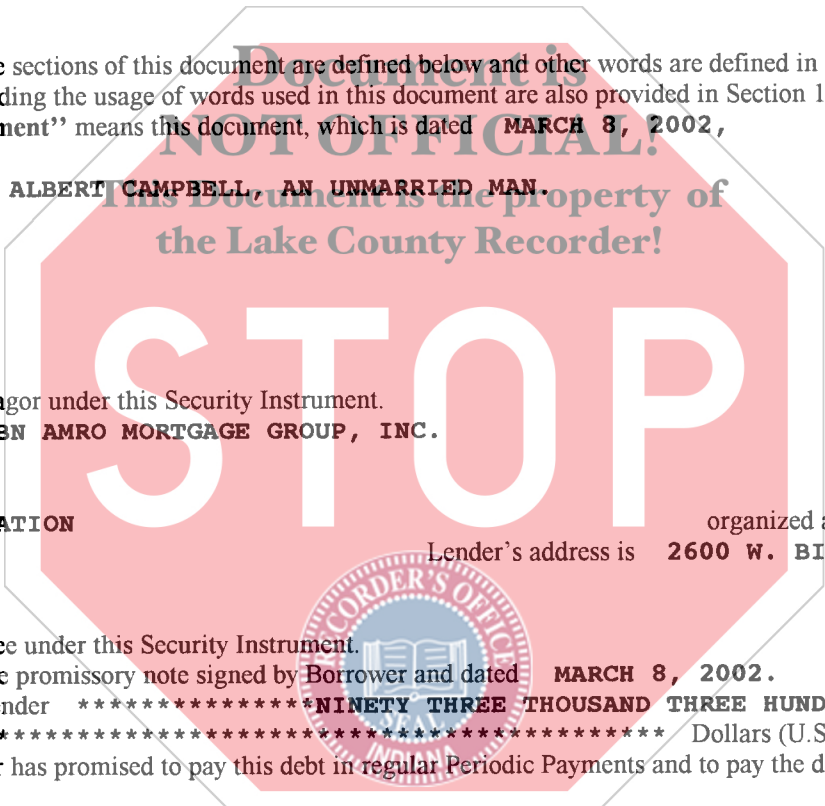 e sections of this document are defined below and other words are defined in
ding the usage of words used in this document are also provided in Section 1
nent” means this document, which is dated MARCH 8, 2002,
ALBERT CAMPBELL, AN UNMARRIED MAN.
Document is
NOT OFFICIAL!
This Document is the property of
the Lake County Recorder!
STOP
agor under this Security Instrument.
BN AMRO MORTGAGE GROUP, INC.
ATION organized a
Lender’s address is 2600 W. BI
RECORDER’S OFFICE
SEAL
INDIANA
ce under this Security Instrument.
e promissory note signed by Borrower and dated MARCH 8, 2002.
nder ***************NINETY THREE THOUSAND THREE HUND
******************************************* Dollars (U.S
r has promised to pay this debt in regular Periodic Payments and to pay the d